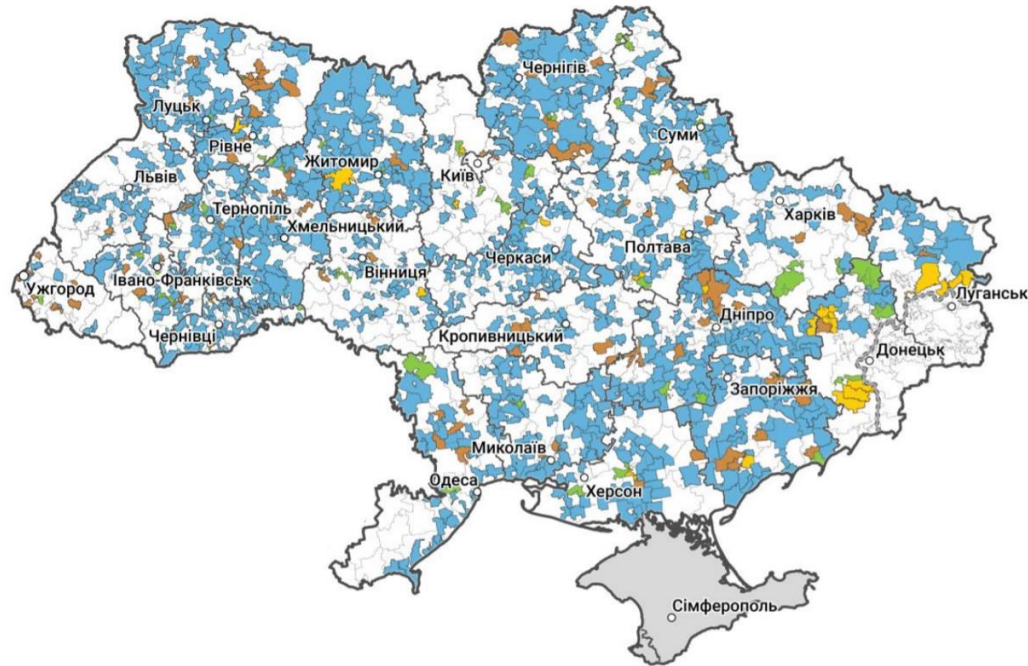 Чернігів
Луцьк
Рівне
Суми
Житомир
Київ
Львів
Тернопіль
Харків
Хмельницький
Полтава
Вінниця
Черкаси
Івано-Франківськ
Ужгород
Луганськ
Дніпро
Чернівці
Кропивницький
Донецьк
Запоріжжя
Миколаїв
Одеса
Херсон
Сімферополь